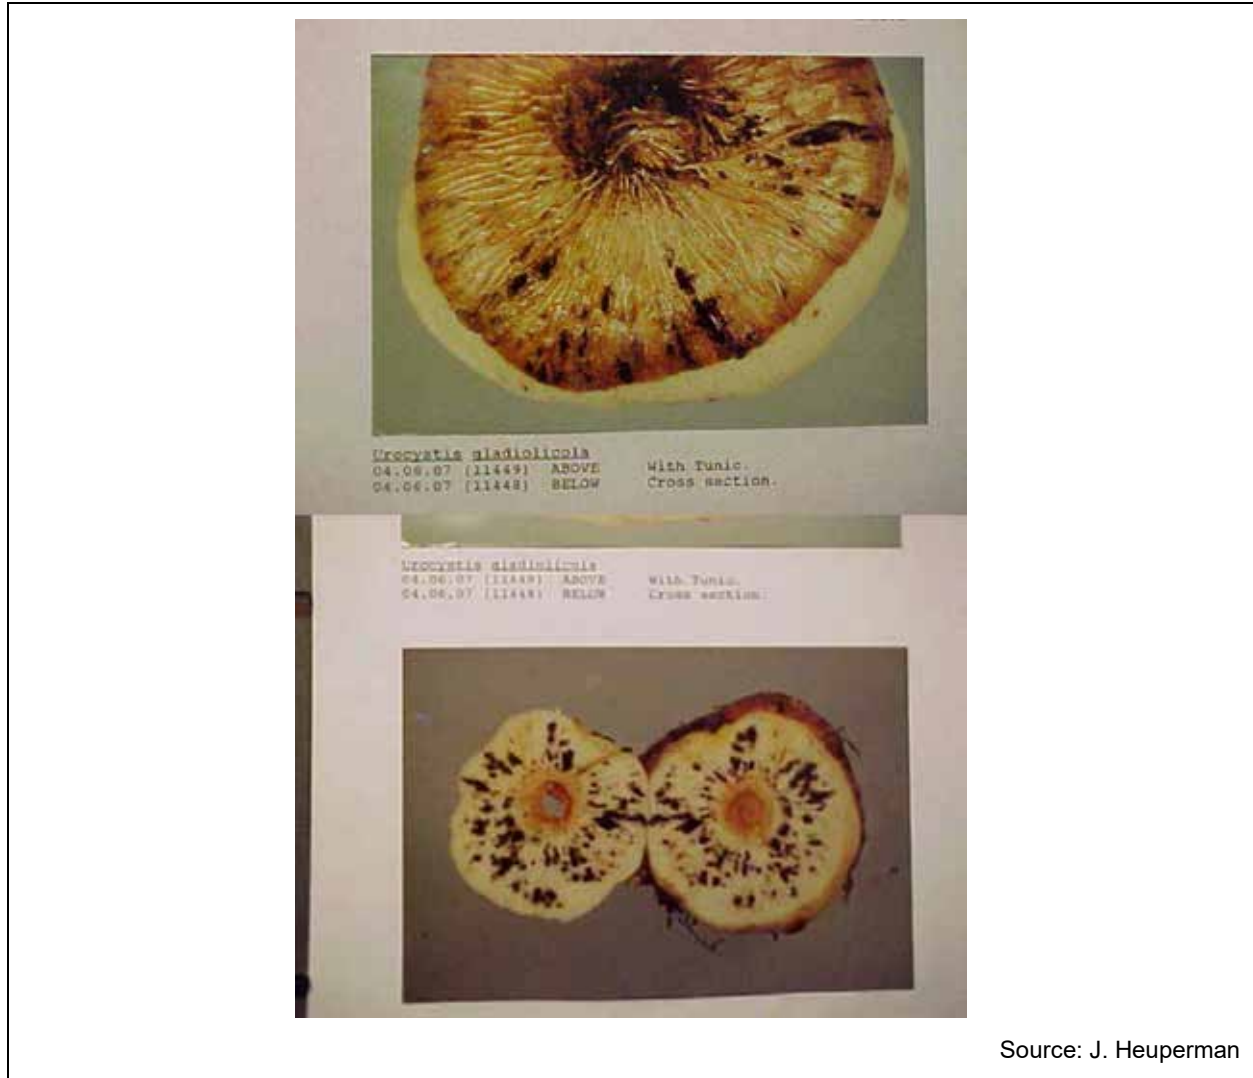 Urocystis gladiolicola
04.06.07 (11449) ABOVE With Tunic.
04.06.07 (11448) BELOW Cross section.
Urocystis gladiolicola
04.06.07 (11449) ABOVE With Tunic.
04.06.07 (11448) BELOW Cross section.
Source: J. Heuperman